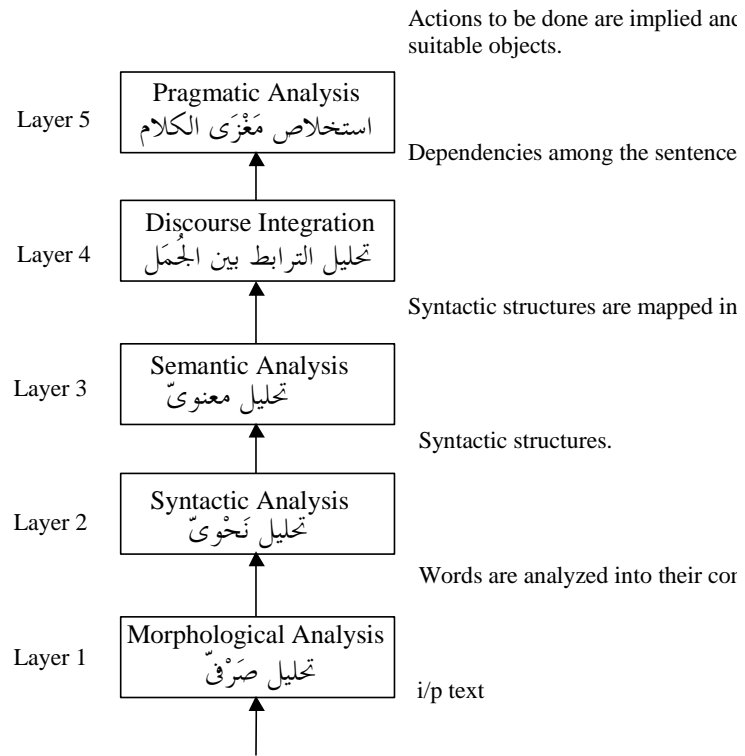 Actions to be done are implied and
suitable objects.
Pragmatic Analysis
استخلاص مَغْزَى الكلام
Layer 5
Dependencies among the sentence
Discourse Integration
تحليل الترابط بين الجُمَل
Layer 4
Syntactic structures are mapped in
Semantic Analysis
تحليل معنوىّ
Layer 3
Syntactic structures.
Syntactic Analysis
تحليل نَحْوىّ
Layer 2
Words are analyzed into their
Morphological Analysis
تحليل صَرْفىّ
Layer 1
i/p text